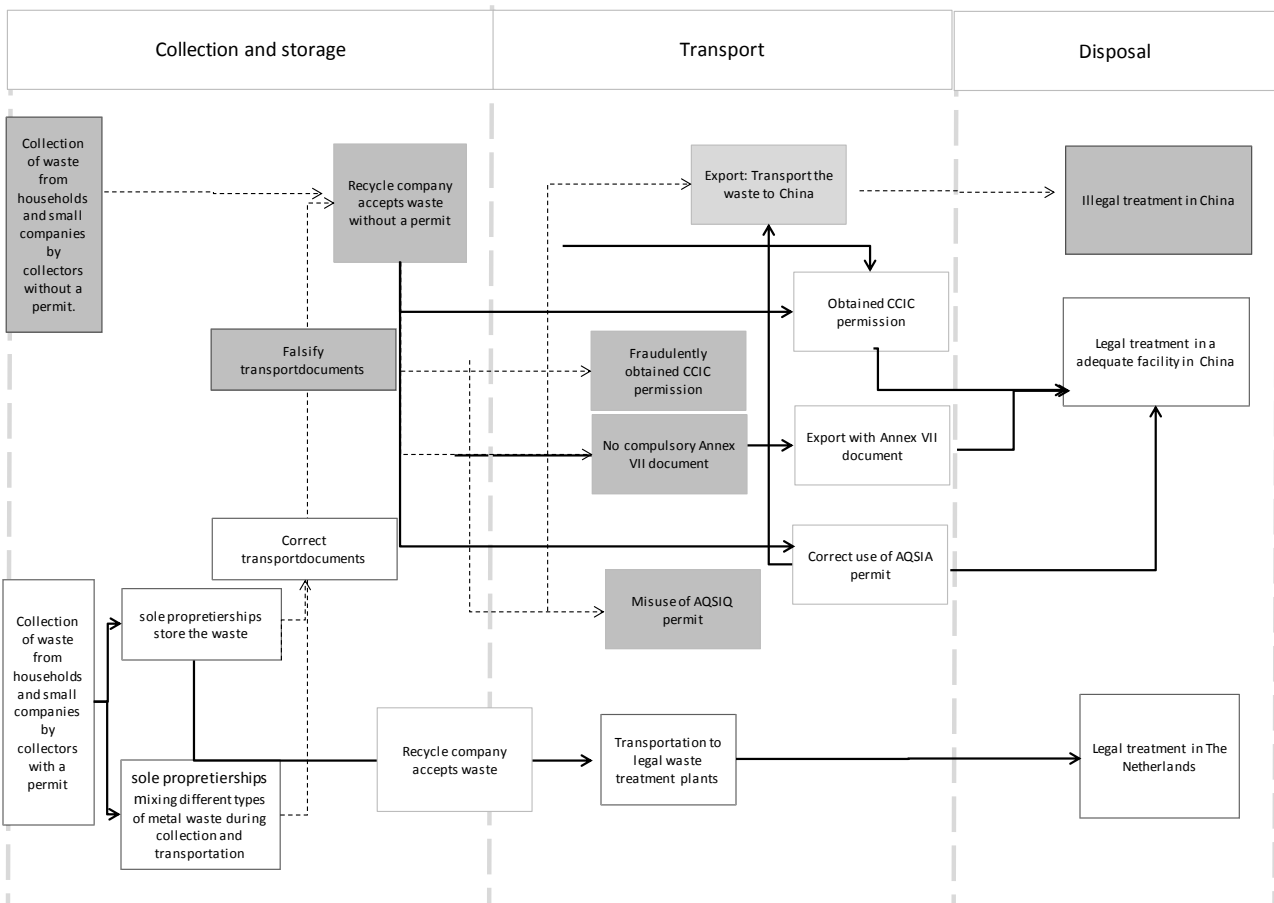 Collection and storage
Transport
Disposal
Collection
of waste
from
households
and small
companies
by
collectors
without a
permit.
Recycle company
accepts waste
without a permit
Export: Transport the
waste to China
Illegal treatment in China
Obtained CCIC
permission
Falsify
transportdocuments
Fraudulently
obtained CCIC
permission
Legal treatment in a
adequate facility in China
No compulsory Annex
VII document
Export with Annex VII
document
Correct
transportdocuments
Correct use of AQSIA
permit
Misuse of AQSIQ
permit
Collection
of waste
from
households
and small
companies
by
collectors
with a
permit
sole propretierships
store the waste
Recycle company
accepts waste
Transportation to
legal waste
treatment plants
Legal treatment in The
Netherlands
sole propretierships
mixing different types
of metal waste during
collection and
transportation